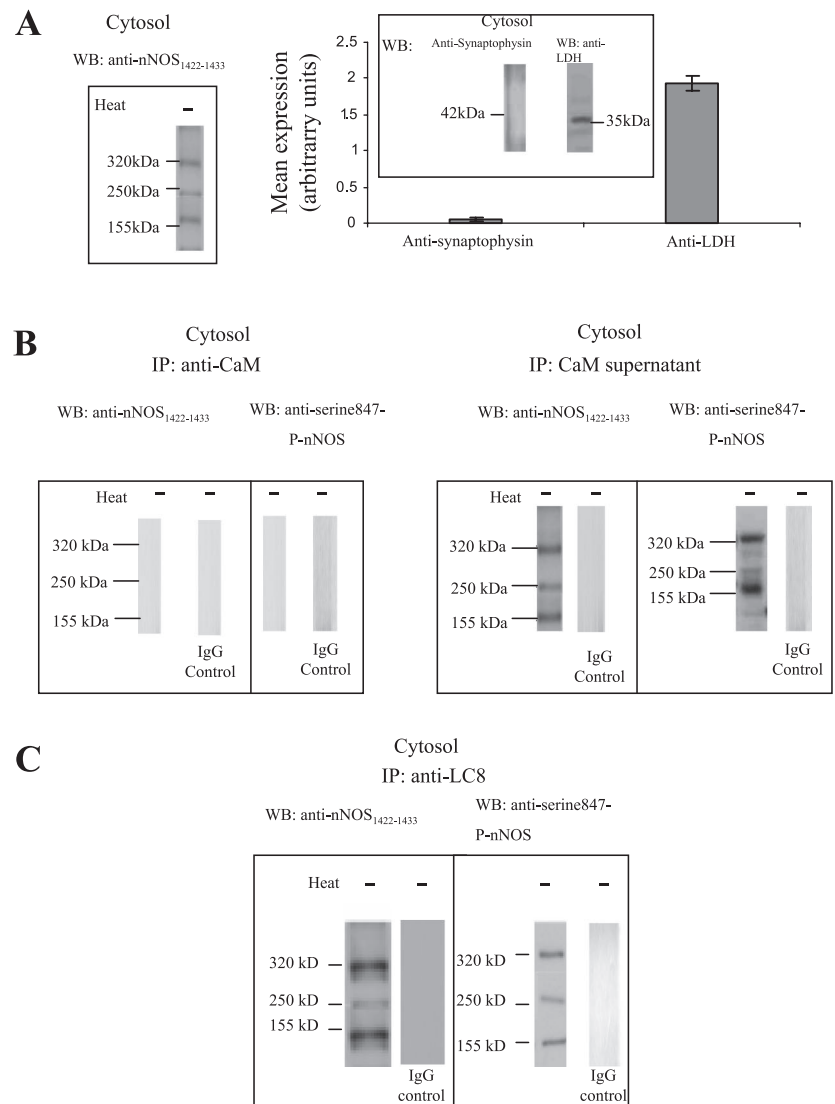 A
Cytosol
WB: anti-nNOS1422-1433
Heat
-
320kDa
250kDa
155kDa
Mean expression
(arbitrarry units)
2.5
2
1.5
1
0.5
0
Cytosol
WB:
Anti-Synaptophysin
WB: anti-
LDH
42kDa
35kDa
Anti-synaptophysin
Anti-LDH
B
Cytosol
IP: anti-CaM
WB: anti-nNOS1422-1433
WB: anti-serine847-
P-nNOS
Heat - - - -
320 kDa
250 kDa
155 kDa
IgG
Control
IgG
Control
Cytosol
IP: CaM supernatant
WB: anti-nNOS1422-1433
WB: anti-serine847-
P-nNOS
Heat - - - -
320 kDa
250 kDa
155 kDa
IgG
Control
320 kDa
250 kDa
155 kDa
IgG
Control
C
Cytosol
IP: anti-LC8
WB: anti-nNOS1422-1433
WB: anti-serine847-
P-nNOS
Heat - - - -
320 kD
250 kD
155 kD
IgG
control
320 kD
250 kD
155 kD
IgG
control